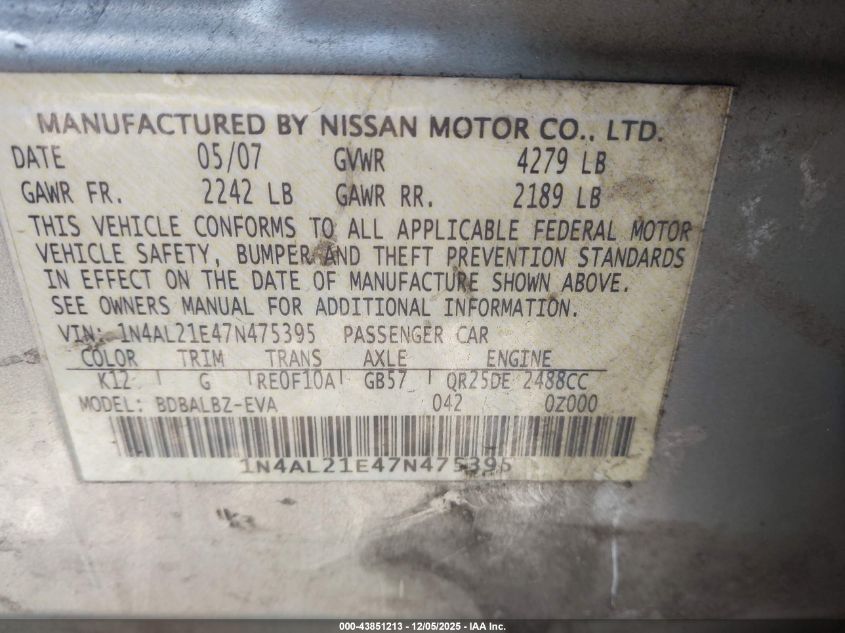 MANUFACTURED BY NISSAN MOTOR CO., LTD.
DATE 05/07 GVWR 4279 LB
GAWR FR. 2242 LB GAWR RR. 2189 LB
THIS VEHICLE CONFORMS TO ALL APPLICABLE FEDERAL MOTOR
VEHICLE SAFETY, BUMPER AND THEFT PREVENTION STANDARDS
IN EFFECT ON THE DATE OF MANUFACTURE SHOWN ABOVE.
SEE OWNERS MANUAL FOR ADDITIONAL INFORMATION.
VIN: 1N4AL21E47N475395 PASSENGER CAR
COLOR TRIM TRANS AXLE ENGINE
K12 G RE0F10A GB57 QR25DE 2488CC
MODEL: BDBALBZ-EVA 042 0Z000
1N4AL21E47N475395
000-43851213 - 12/05/2025 - IAA Inc.